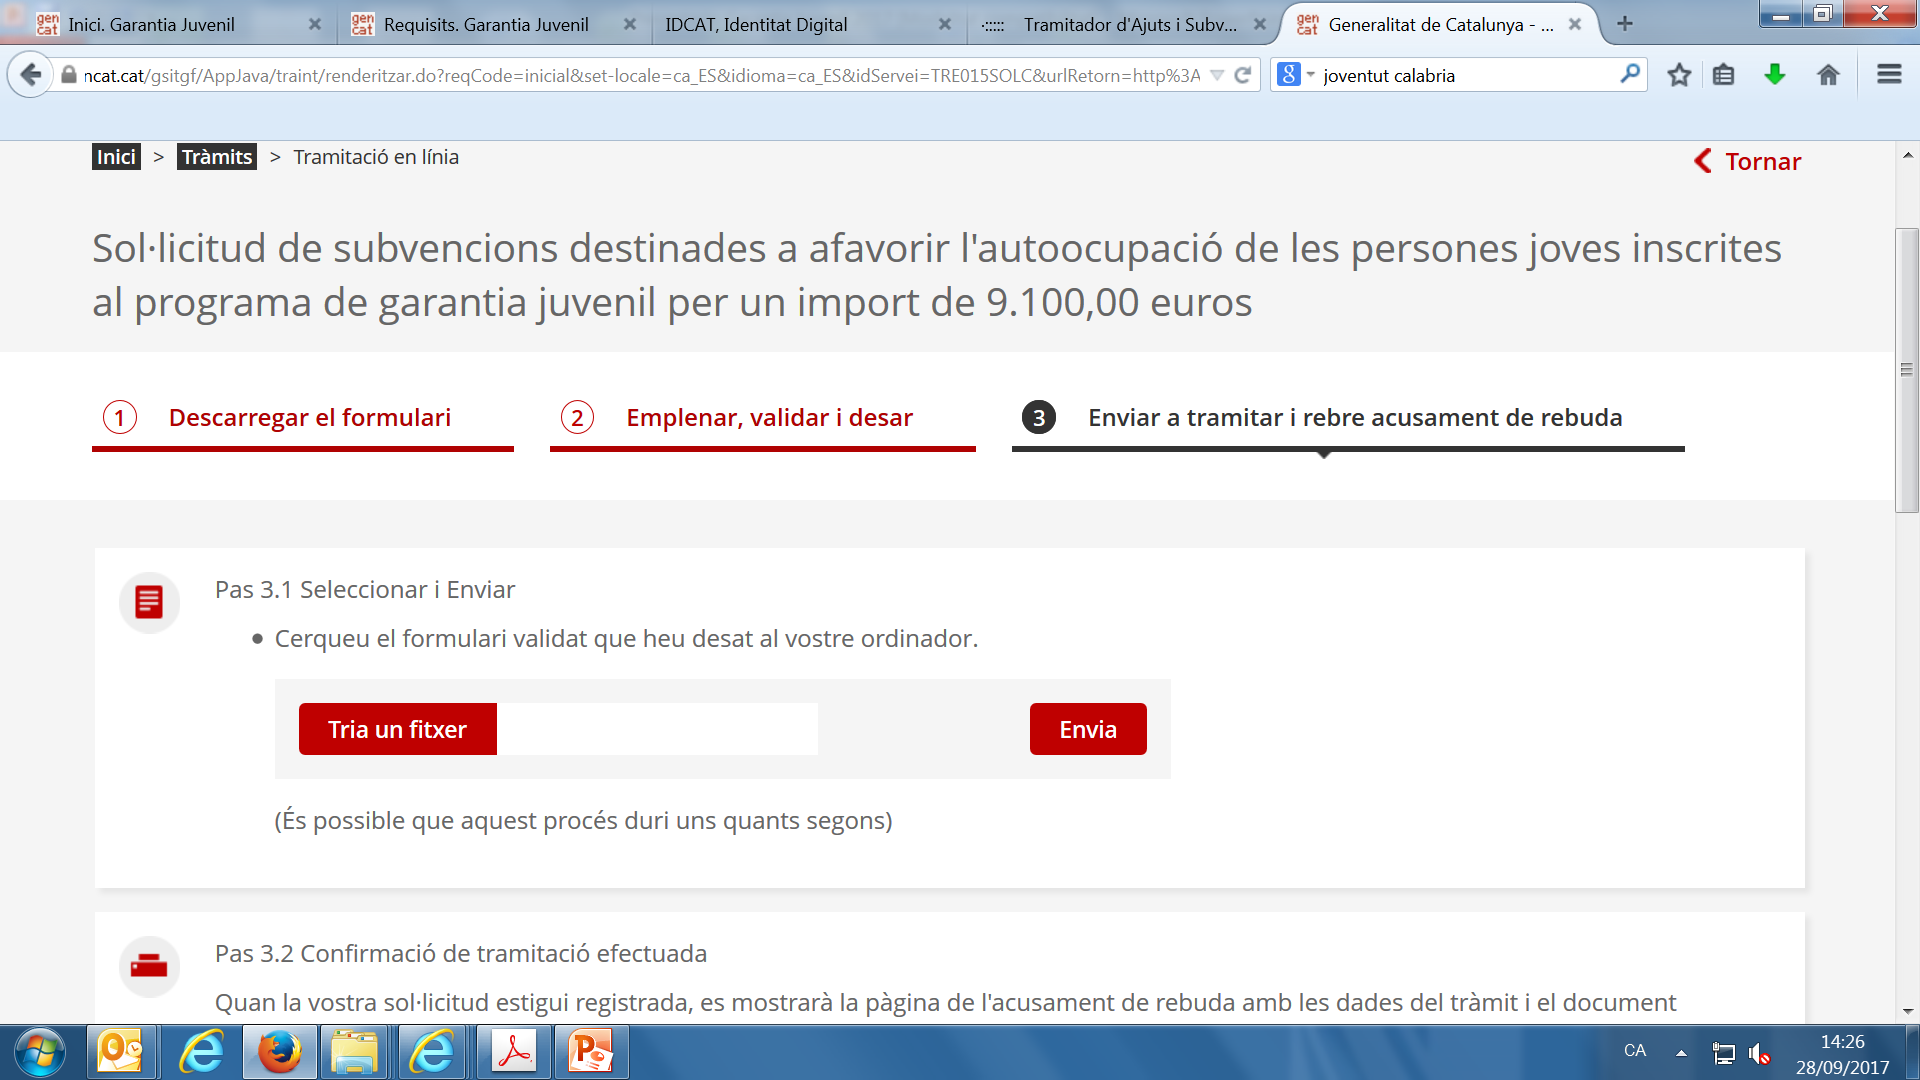 gen cat Inici. Garantia Juvenil
gen cat Requisits. Garantia Juvenil
IDCAT, Identitat Digital
Tramitador d'Ajuts i Subv...
gen cat Generalitat de Catalunya - ...
ncat.cat/gsitgf/AppJava/traint/renderitzar.do?reqCode=inicial&set-locale=ca_ES&idioma=ca_ES&idServei=TRE015SOLC&urlRetorn=http%3A
joventut calabria
Inici > Tràmits > Tramitació en línia
Tornar
Sol·licitud de subvencions destinades a afavorir l'autoocupació de les persones joves inscrites
al programa de garantia juvenil per un import de 9.100,00 euros
1 Descarregar el formulari
2 Emplenar, validar i desar
3 Enviar a tramitar i rebre acusament de rebuda
Pas 3.1 Seleccionar i Enviar
• Cerqueu el formulari validat que heu desat al vostre ordinador.
Tria un fitxer
Envia
(És possible que aquest procés duri uns quants segons)
Pas 3.2 Confirmació de tramitació efectuada
Quan la vostra sol·licitud estigui registrada, es mostrarà la pàgina de l'acusament de rebuda amb les dades del tràmit i el document
CA
14:26
28/09/2017